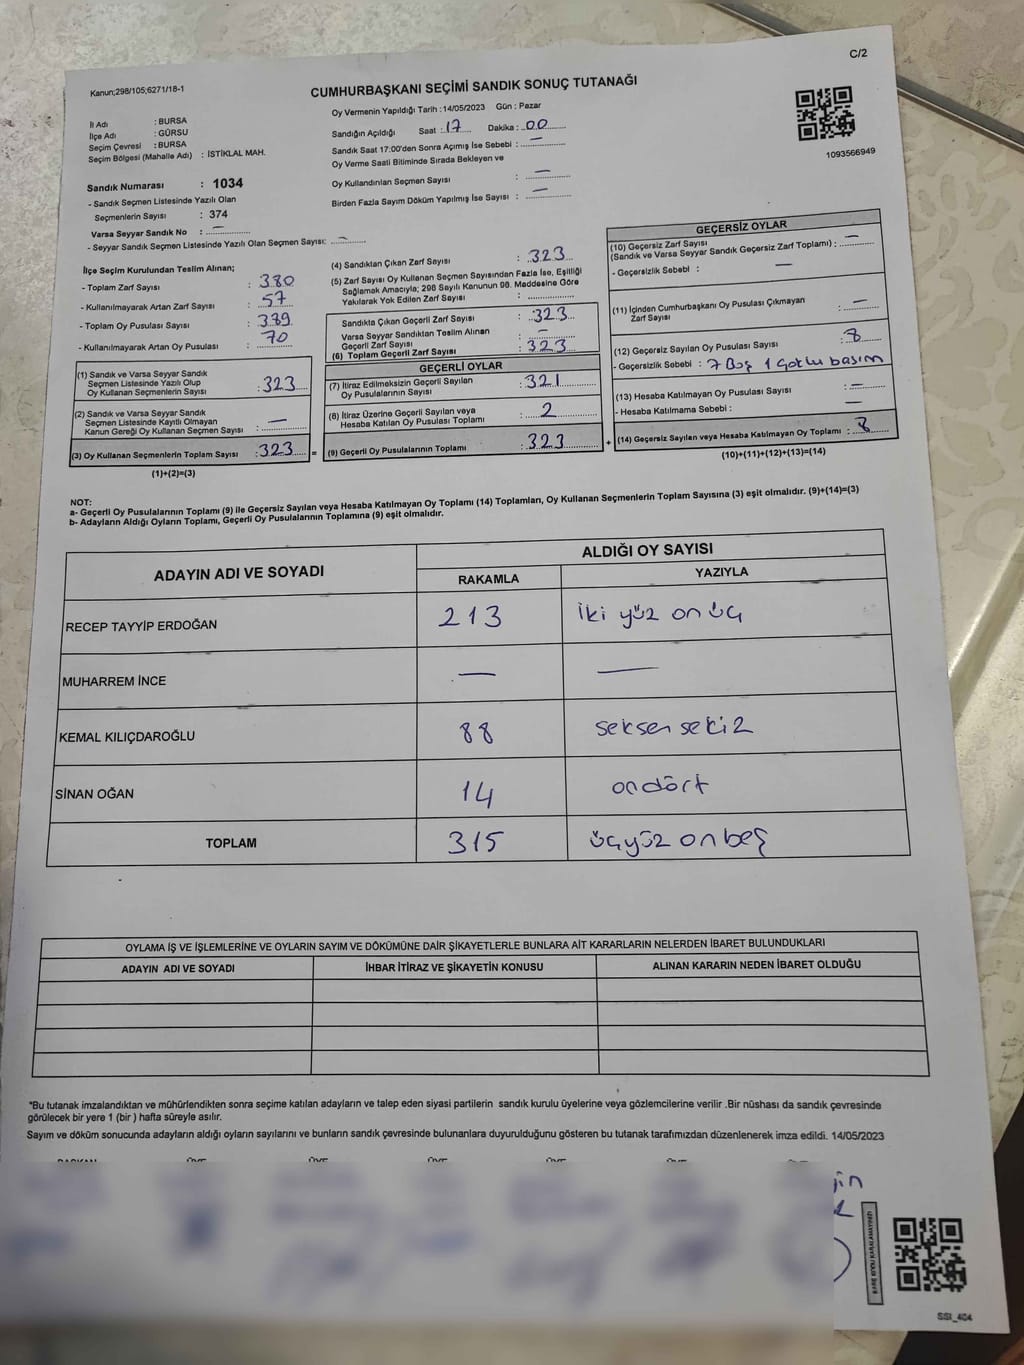 C/2
Kanun;298/105;6271/18-1
CUMHURBAŞKANI SEÇİMİ SANDIK SONUÇ TUTANAĞI
Oy Vermenin Yapıldığı Tarih : 14/05/2023 Gün : Pazar
İl Adı : BURSA
İlçe Adı : GÜRSU
Seçim Çevresi : BURSA
Seçim Bölgesi (Mahalle Adı) : İSTİKLAL MAH.
Sandığın Açıldığı Saat : 17 Dakika : 00
Sandık Saat 17:00'den Sonra Açımış İse Sebebi : —
Oy Verme Saati Bitiminde Sırada Bekleyen ve
Oy Kullandırılan Seçmen Sayısı : —
Birden Fazla Sayım Döküm Yapılmış İse Sayısı : —
1093566949
Sandık Numarası : 1034
- Sandık Seçmen Listesinde Yazılı Olan
Seçmenlerin Sayısı : 374
Varsa Seyyar Sandık No : —
- Seyyar Sandık Seçmen Listesinde Yazılı Olan Seçmen Sayısı: —
İlçe Seçim Kurulundan Teslim Alınan;
- Toplam Zarf Sayısı : 380
- Kullanılmayarak Artan Zarf Sayısı : 57
- Toplam Oy Pusulası Sayısı : 389
- Kullanılmayarak Artan Oy Pusulası : 70
(1) Sandık ve Varsa Seyyar Sandık
Seçmen Listesinde Yazılı Olup
Oy Kullanan Seçmenlerin Sayısı : 323
(2) Sandık ve Varsa Seyyar Sandık
Seçmen Listesinde Kayıtlı Olmayan
Kanun Gereği Oy Kullanan Seçmen Sayısı : —
(3) Oy Kullanan Seçmenlerin Toplam Sayısı : 323 =
(1)+(2)=(3)
(4) Sandıktan Çıkan Zarf Sayısı : 323
(5) Zarf Sayısı Oy Kullanan Seçmen Sayısından Fazla İse, Eşitliği
Sağlamak Amacıyla; 298 Sayılı Kanunun 98. Maddesine Göre
Yakılarak Yok Edilen Zarf Sayısı :
Sandıkta Çıkan Geçerli Zarf Sayısı : 323
Varsa Seyyar Sandıktan Teslim Alınan
Geçerli Zarf Sayısı : —
(6) Toplam Geçerli Zarf Sayısı : 323
GEÇERLİ OYLAR
(7) İtiraz Edilmeksizin Geçerli Sayılan
Oy Pusulalarının Sayısı : 321
(8) İtiraz Üzerine Geçerli Sayılan veya
Hesaba Katılan Oy Pusulası Toplamı : 2
(9) Geçerli Oy Pusulalarının Toplamı : 323 +
GEÇERSİZ OYLAR
(10) Geçersiz Zarf Sayısı
(Sandık ve Varsa Seyyar Sandık Geçersiz Zarf Toplamı) : —
- Geçersizlik Sebebi : —
(11) İçinden Cumhurbaşkanı Oy Pusulası Çıkmayan
Zarf Sayısı : —
(12) Geçersiz Sayılan Oy Pusulası Sayısı : 8
- Geçersizlik Sebebi : 7 Boş 1 basım
(13) Hesaba Katılmayan Oy Pusulası Sayısı : —
- Hesaba Katılmama Sebebi : —
(14) Geçersiz Sayılan veya Hesaba Katılmayan Oy Toplamı : 8
(10)+(11)+(12)+(13)=(14)
NOT:
a- Geçerli Oy Pusulalarının Toplamı (9) ile Geçersiz Sayılan veya Hesaba Katılmayan Oy Toplamı (14) Toplamları, Oy Kullanan Seçmenlerin Toplam Sayısına (3) eşit olmalıdır. (9)+(14)=(3)
b- Adayların Aldığı Oyların Toplamı, Geçerli Oy Pusulalarının Toplamına (9) eşit olmalıdır.
ADAYIN ADI VE SOYADI ALDIĞI OY SAYISI
RAKAMLA YAZIYLA
RECEP TAYYİP ERDOĞAN 213 iki yüz on üç
MUHARREM İNCE — —
KEMAL KILIÇDAROĞLU 88 seksen sekiz
SİNAN OĞAN 14 ondört
TOPLAM 315 üçyüz onbeş
OYLAMA İŞ VE İŞLEMLERİNE VE OYLARIN SAYIM VE DÖKÜMÜNE DAİR ŞİKAYETLERLE BUNLARA AİT KARARLARIN NELERDEN İBARET BULUNDUKLARI
ADAYIN ADI VE SOYADI İHBAR İTİRAZ VE ŞİKAYETİN KONUSU ALINAN KARARIN NEDEN İBARET OLDUĞU
*Bu tutanak imzalandıktan ve mühürlendikten sonra seçime katılan adayların ve talep eden siyasi partilerin sandık kurulu üyelerine veya gözlemcilerine verilir .Bir nüshası da sandık çevresinde
görülecek bir yere 1 (bir ) hafta süreyle asılır.
Sayım ve döküm sonucunda adayların aldığı oyların sayılarını ve bunların sandık çevresinde bulunanlara duyurulduğunu gösteren bu tutanak tarafımızdan düzenlenerek imza edildi. 14/05/2023
BAŞKAN ÜYE ÜYE ÜYE ÜYE ÜYE ÜYE
SSI_404